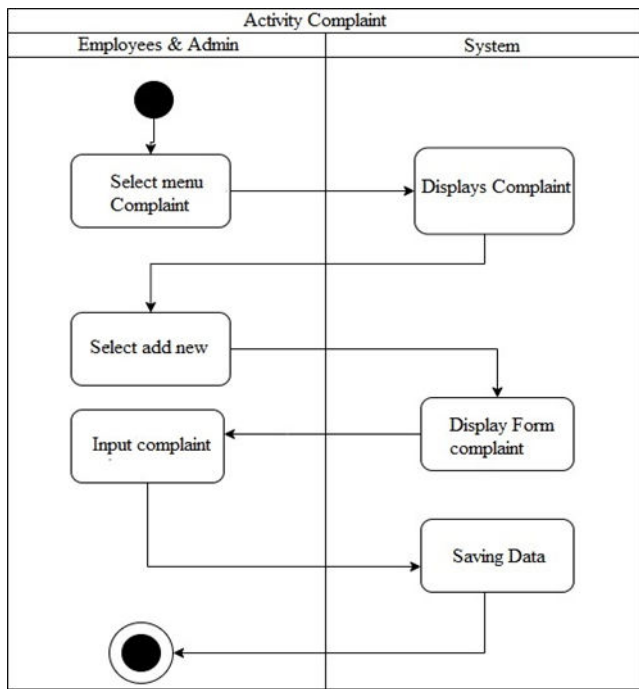 Activity Complaint
Employees & Admin
System
Select menu
Complaint
Displays Complaint
Select add new
Display Form
complaint
Input complaint
Saving Data